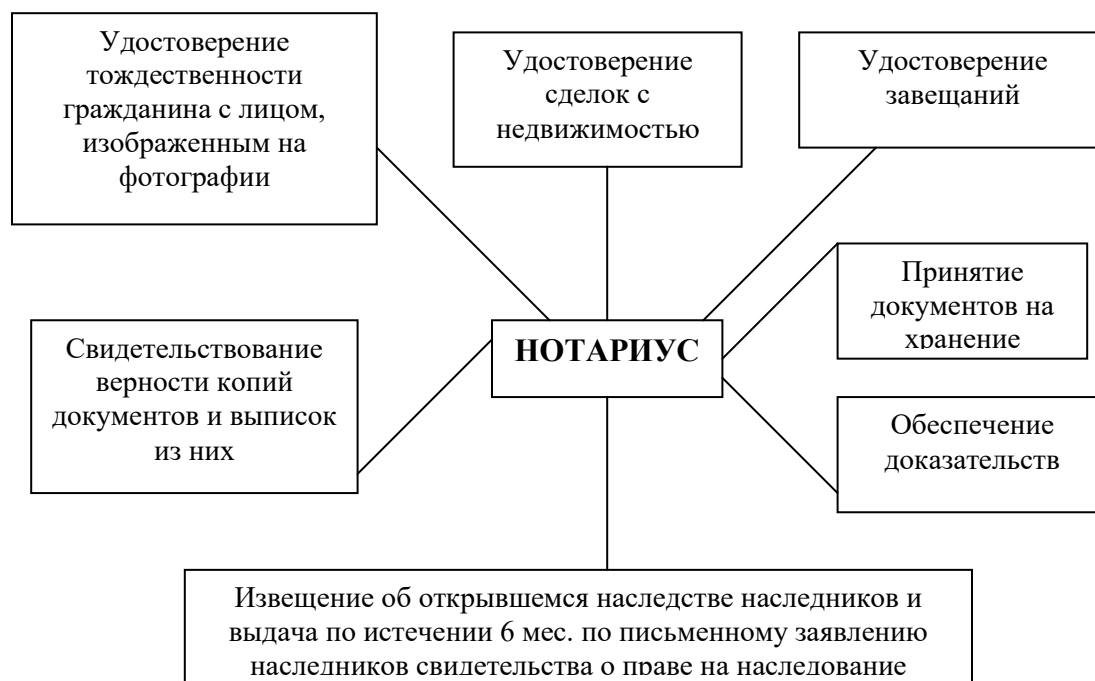 Удостоверение
тождественности
гражданина с лицом,
изображенным на
фотографии
Удостоверение
сделок с
недвижимостью
Удостоверение
завещаний
Свидетельствование
верности копий
документов и выписок
из них
НОТАРИУС
Принятие
документов на
хранение
Обеспечение
доказательств
Извещение об открывшемся наследстве наследников и
выдача по истечении 6 мес. по письменному заявлению
наследников свидетельства о праве на наследование